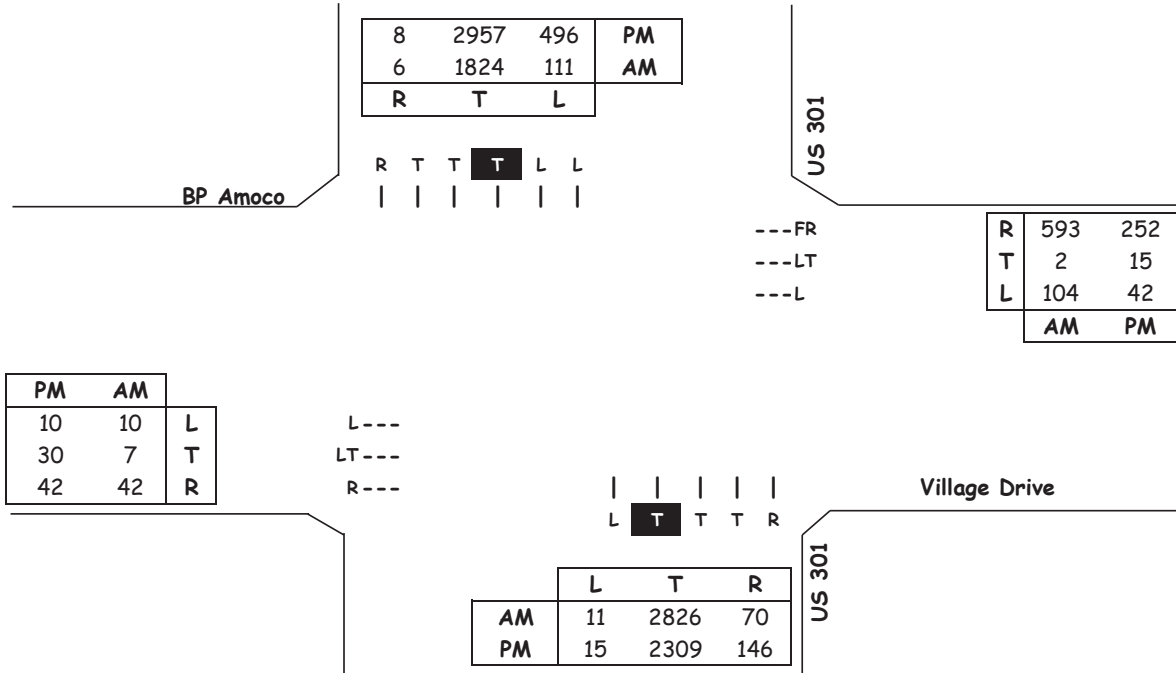 8 2957 496 PM
6 1824 111 AM
R T L
US 301
R T T T L L
BP Amoco
---FR
---LT
---L
R 593 252
T 2 15
L 104 42
AM PM
PM AM
10 10 L
30 7 T
42 42 R
L---
LT---
R---
Village Drive
L T T T R
US 301
L T R
AM 11 2826 70
PM 15 2309 146